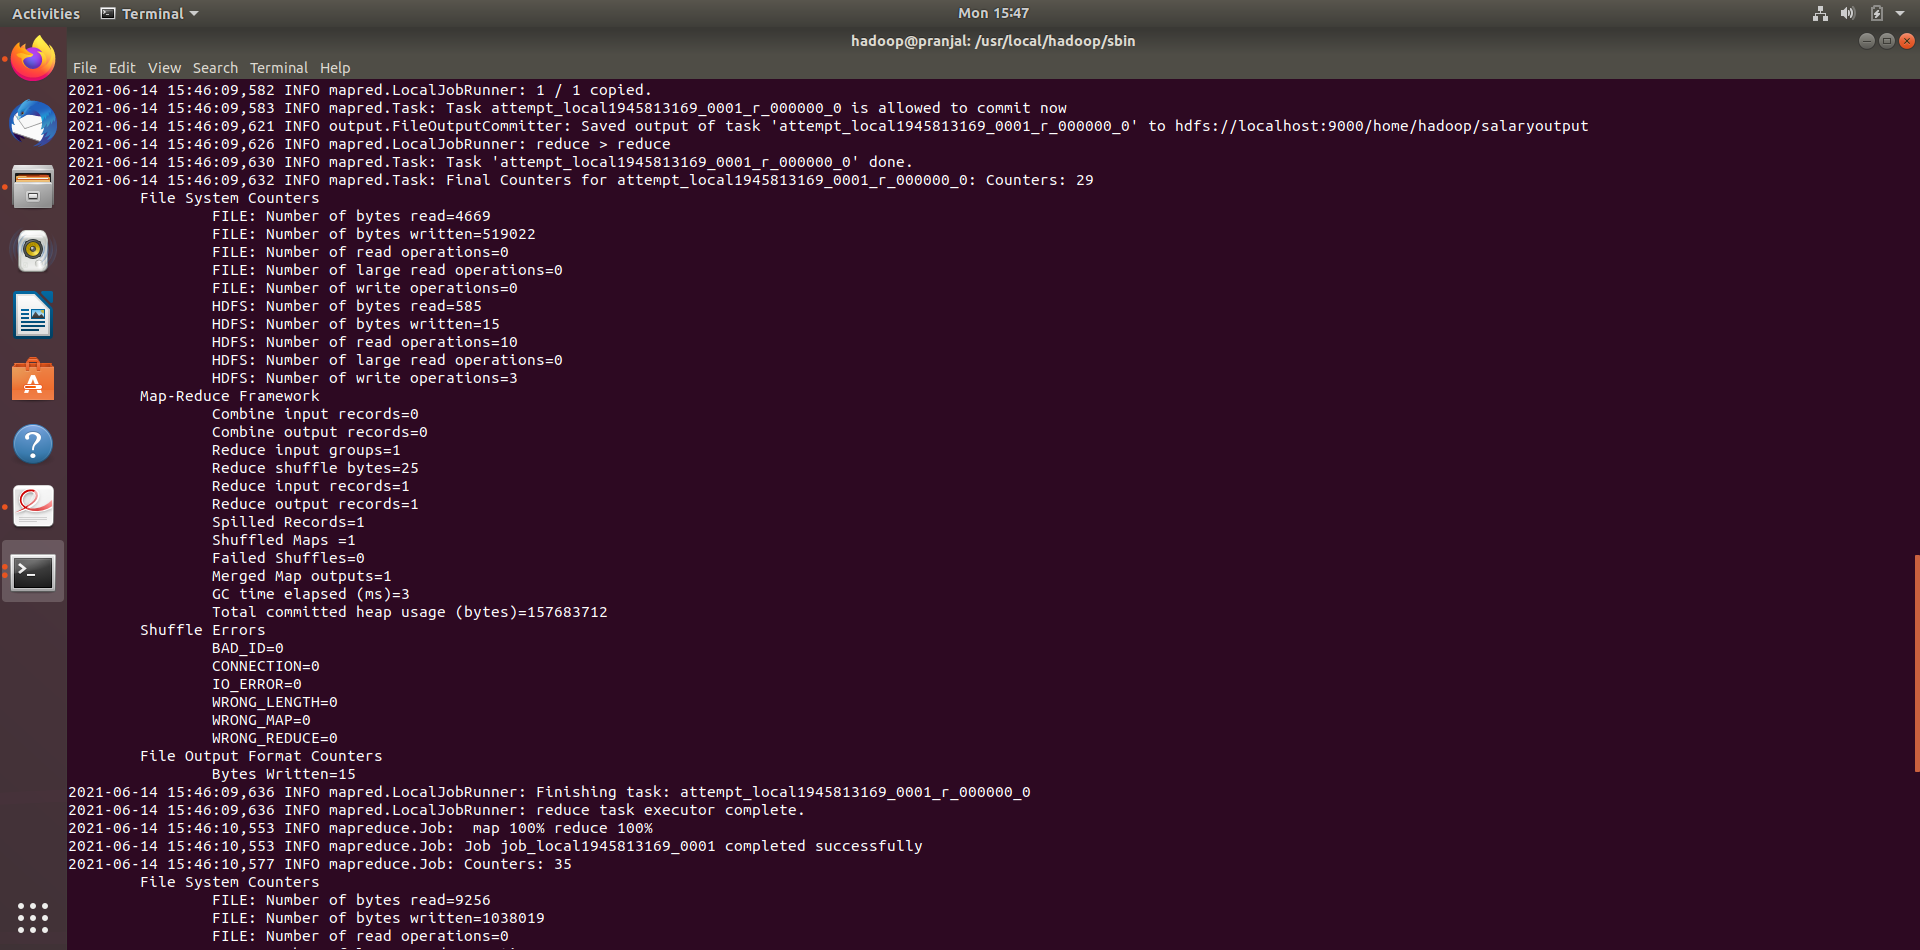 Activities Terminal Mon 15:47
hadoop@pranjal: /usr/local/hadoop/sbin
File Edit View Search Terminal Help
2021-06-14 15:46:09,582 INFO mapred.LocalJobRunner: 1 / 1 copied.
2021-06-14 15:46:09,583 INFO mapred.Task: Task attempt_local1945813169_0001_r_000000_0 is allowed to commit now
2021-06-14 15:46:09,621 INFO output.FileOutputCommitter: Saved output of task 'attempt_local1945813169_0001_r_000000_0' to hdfs://localhost:9000/home/hadoop/salaryoutput
2021-06-14 15:46:09,626 INFO mapred.LocalJobRunner: reduce > reduce
2021-06-14 15:46:09,630 INFO mapred.Task: Task 'attempt_local1945813169_0001_r_000000_0' done.
2021-06-14 15:46:09,632 INFO mapred.Task: Final Counters for attempt_local1945813169_0001_r_000000_0: Counters: 29
File System Counters
FILE: Number of bytes read=4669
FILE: Number of bytes written=519022
FILE: Number of read operations=0
FILE: Number of large read operations=0
FILE: Number of write operations=0
HDFS: Number of bytes read=585
HDFS: Number of bytes written=15
HDFS: Number of read operations=10
HDFS: Number of large read operations=0
HDFS: Number of write operations=3
Map-Reduce Framework
Combine input records=0
Combine output records=0
Reduce input groups=1
Reduce shuffle bytes=25
Reduce input records=1
Reduce output records=1
Spilled Records=1
Shuffled Maps =1
Failed Shuffles=0
Merged Map outputs=1
GC time elapsed (ms)=3
Total committed heap usage (bytes)=157683712
Shuffle Errors
BAD_ID=0
CONNECTION=0
IO_ERROR=0
WRONG_LENGTH=0
WRONG_MAP=0
WRONG_REDUCE=0
File Output Format Counters
Bytes Written=15
2021-06-14 15:46:09,636 INFO mapred.LocalJobRunner: Finishing task: attempt_local1945813169_0001_r_000000_0
2021-06-14 15:46:09,636 INFO mapred.LocalJobRunner: reduce task executor complete.
2021-06-14 15:46:10,553 INFO mapreduce.Job:  map 100% reduce 100%
2021-06-14 15:46:10,553 INFO mapreduce.Job: Job job_local1945813169_0001 completed successfully
2021-06-14 15:46:10,577 INFO mapreduce.Job: Counters: 35
File System Counters
FILE: Number of bytes read=9256
FILE: Number of bytes written=1038019
FILE: Number of read operations=0